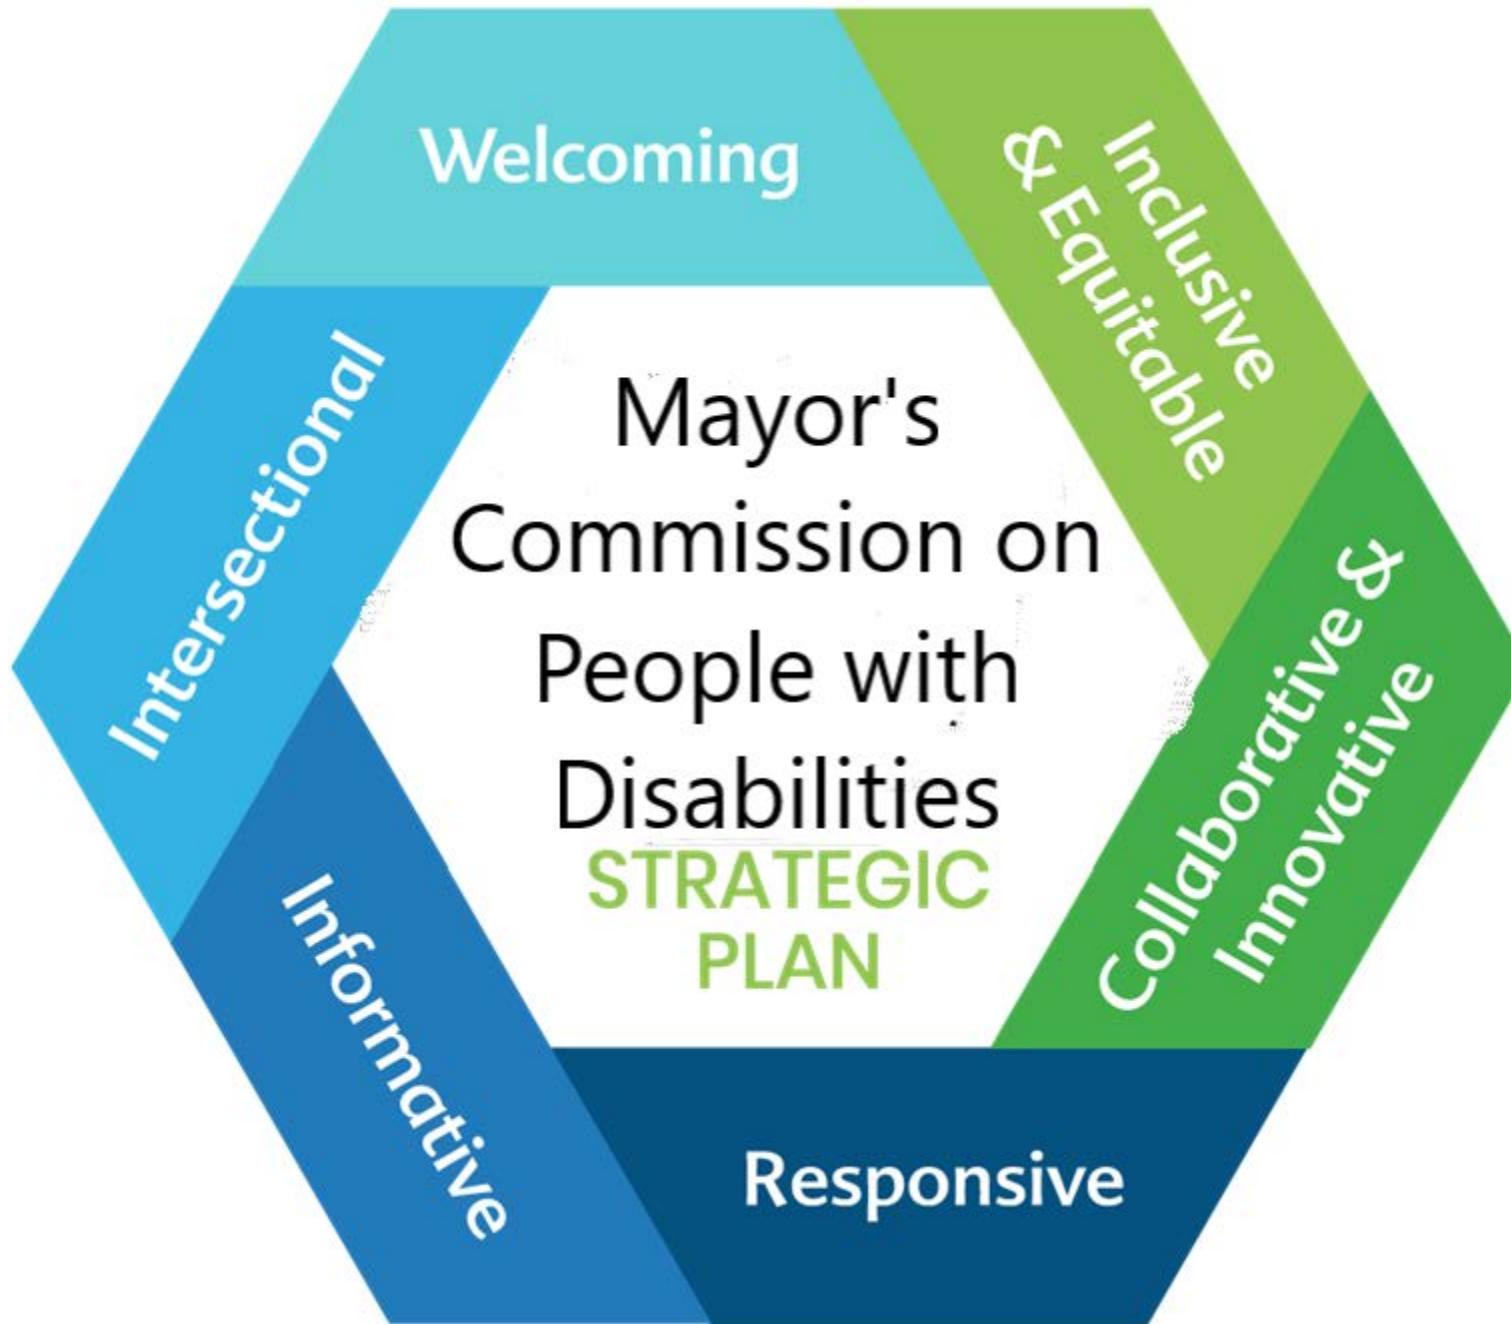 Welcoming
Inclusive
& Equitable
Intersectional
Mayor's
Commission on
People with
Disabilities
STRATEGIC
PLAN
Collaborative &
Innovative
Informative
Responsive